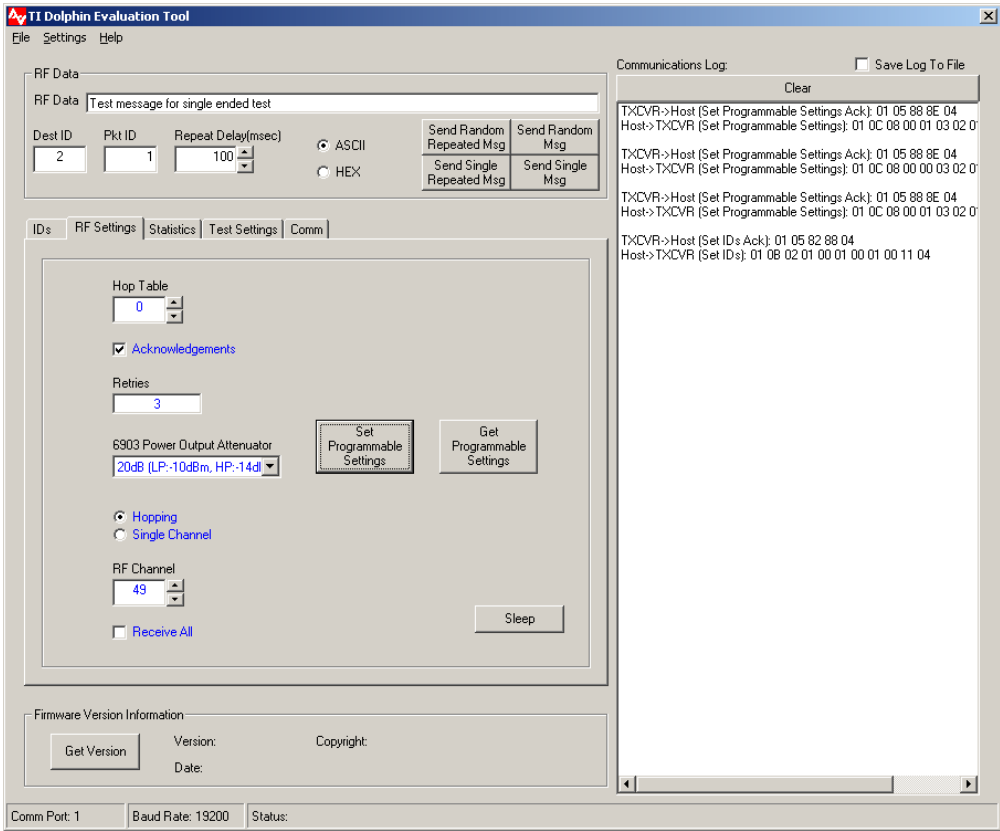 TI Dolphin Evaluation Tool
File Settings Help
RF Data
RF Data Test message for single ended test
Dest ID Pkt ID Repeat Delay(msec)
2 1 100
ASCII
HEX
Send Random Repeated Msg
Send Random Msg
Send Single Repeated Msg
Send Single Msg
IDs RF Settings Statistics Test Settings Comm
Hop Table
0
Acknowledgements
Retries
3
6903 Power Output Attenuator
20dB (LP:-10dBm, HP:-14dI
Set Programmable Settings
Get Programmable Settings
Hopping
Single Channel
RF Channel
49
Receive All
Sleep
Firmware Version Information
Get Version
Version: Copyright:
Date:
Communications Log: Save Log To File
Clear
TXCVR->Host (Set Programmable Settings Ack): 01 05 88 8E 04
Host->TXCVR (Set Programmable Settings): 01 0C 08 00 01 03 02 0
TXCVR->Host (Set Programmable Settings Ack): 01 05 88 8E 04
Host->TXCVR (Set Programmable Settings): 01 0C 08 00 00 03 02 0
TXCVR->Host (Set Programmable Settings Ack): 01 05 88 8E 04
Host->TXCVR (Set Programmable Settings): 01 0C 08 00 01 03 02 0
TXCVR->Host (Set IDs Ack): 01 05 82 88 04
Host->TXCVR (Set IDs): 01 0B 02 01 00 01 00 01 00 11 04
Comm Port: 1 Baud Rate: 19200 Status: